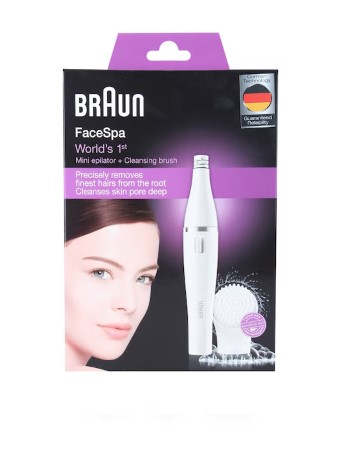 BRAUN
FaceSpa
World's 1st
Mini epilator + Cleansing brush
Precisely removes
finest hairs from the root
Cleanses skin pore deep
German
Technology
Guaranteed
Reliability
BRAUN